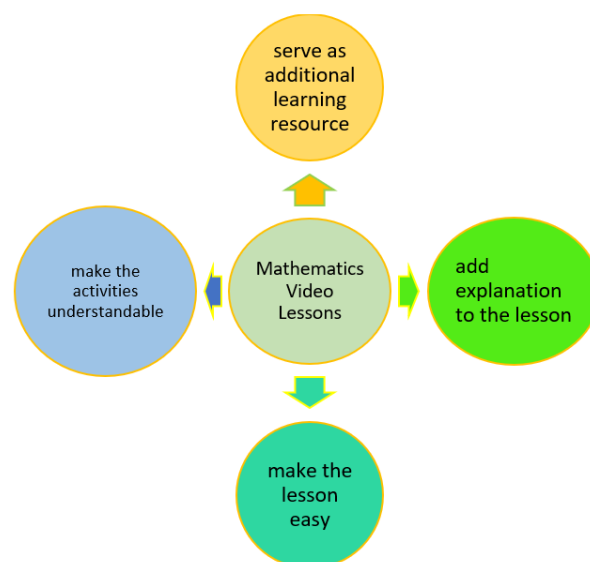 serve as
additional
learning
resource
make the
activities
understandable
Mathematics
Video
Lessons
add
explanation
to the lesson
make the
lesson
easy